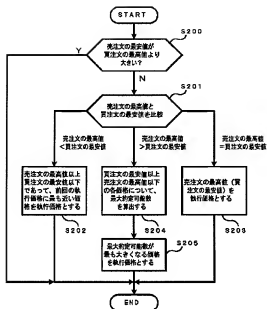 START
S200
売注文の最安値が
買注文の最高値より
大きい?
Y
N
S201
売注文の最高値と
買注文の最安値を比較
売注文の最高値
<買注文の最安値
売注文の最高値
>買注文の最安値
売注文の最高値
=買注文の最安値
売注文の最高値以上
買注文の最安値以下
であって、前回の執
行価格に最も近い価
格を執行価格とする
S202
買注文の最安値以上
売注文の最高値以下
の各価格について、
最大約定可能数
を算出する
S204
売注文の最高値(買注
文の最安値)を
執行価格とする
S203
最大約定可能数が
最も大きくなる価格
を執行価格とする
S205
END